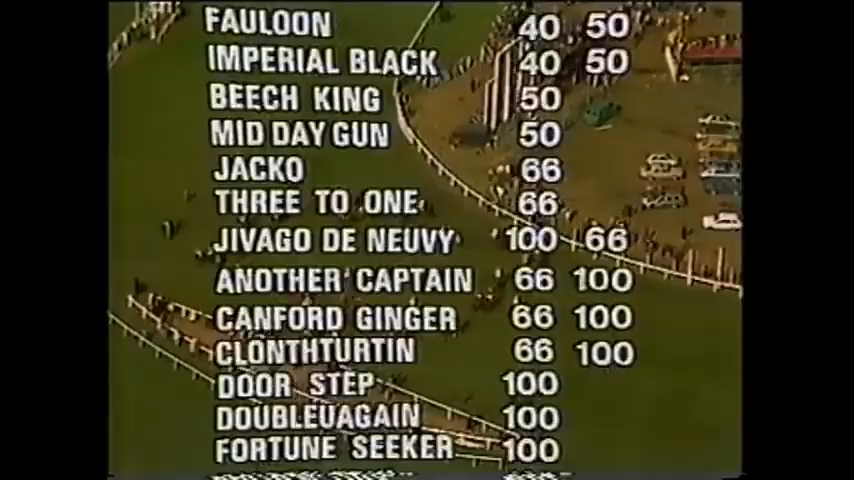 FAULOON 40 50
IMPERIAL BLACK 40 50
BEECH KING 50
MID DAY GUN 50
JACKO 66
THREE TO ONE 66
JIVAGO DE NEUVY 100 66
ANOTHER CAPTAIN 66 100
CANFORD GINGER 66 100
CLONTHTURTIN 66 100
DOOR STEP 100
DOUBLEUAGAIN 100
FORTUNE SEEKER 100